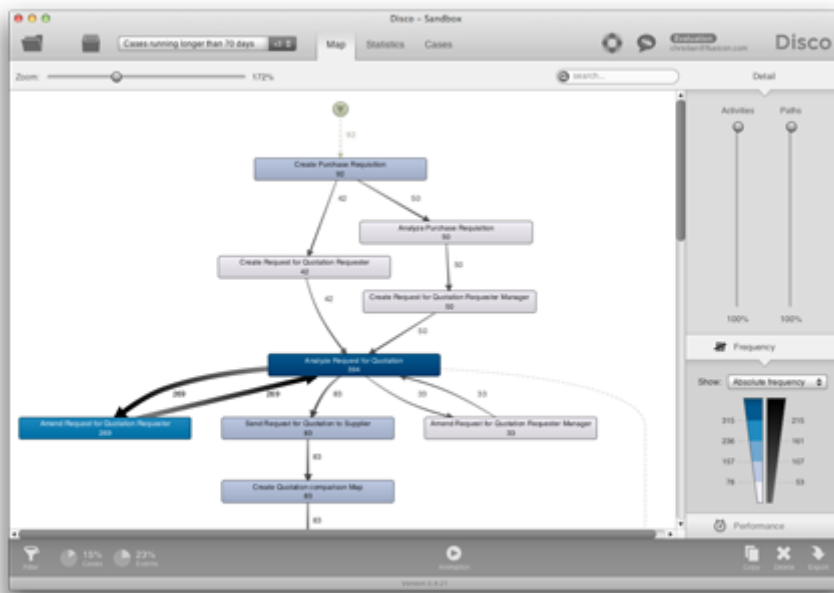 Disco - Sandbox
Cases running longer than 70 days
Map
Statistics
Cases
Evaluation
Disco
Zoom:
172%
search...
Detail
92
Create Purchase Requisition
92
42
50
Analyze Purchase Requisition
50
50
Create Request for Quotation Requester
42
Create Request for Quotation Requester Manager
50
42
50
Analyze Request for Quotation
394
269
269
83
33
33
Amend Request for Quotation Requester
269
Send Request for Quotation to Supplier
83
Amend Request for Quotation Requester Manager
33
83
Create Quotation comparison Map
83
83
Activities
Paths
100%
100%
Frequency
Show:
Absolute frequency
315
215
236
161
157
107
78
53
Performance
Filter
15%
Cases
23%
Events
Animation
Copy
Delete
Export